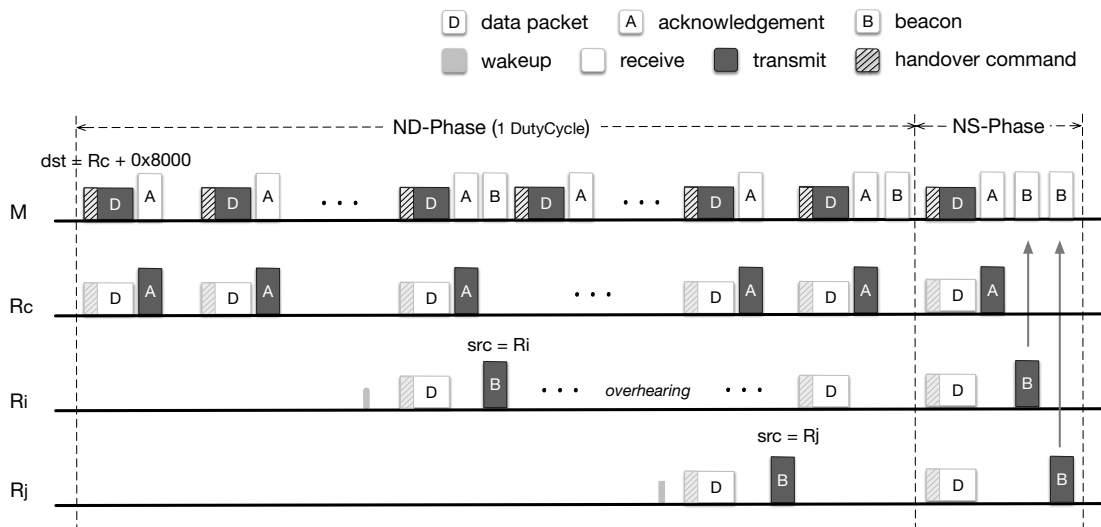 D data packet A acknowledgement B beacon
wakeup receive transmit handover command
ND-Phase (1 DutyCycle) NS-Phase
dst = Rc + 0x8000
M D A D A • • • D A B D A • • • D A D A B D A B B
Rc D A D A D A • • • D A D A D A
src = Ri
Ri D B • • • overhearing • • • D D B
src = Rj
Rj D B D B